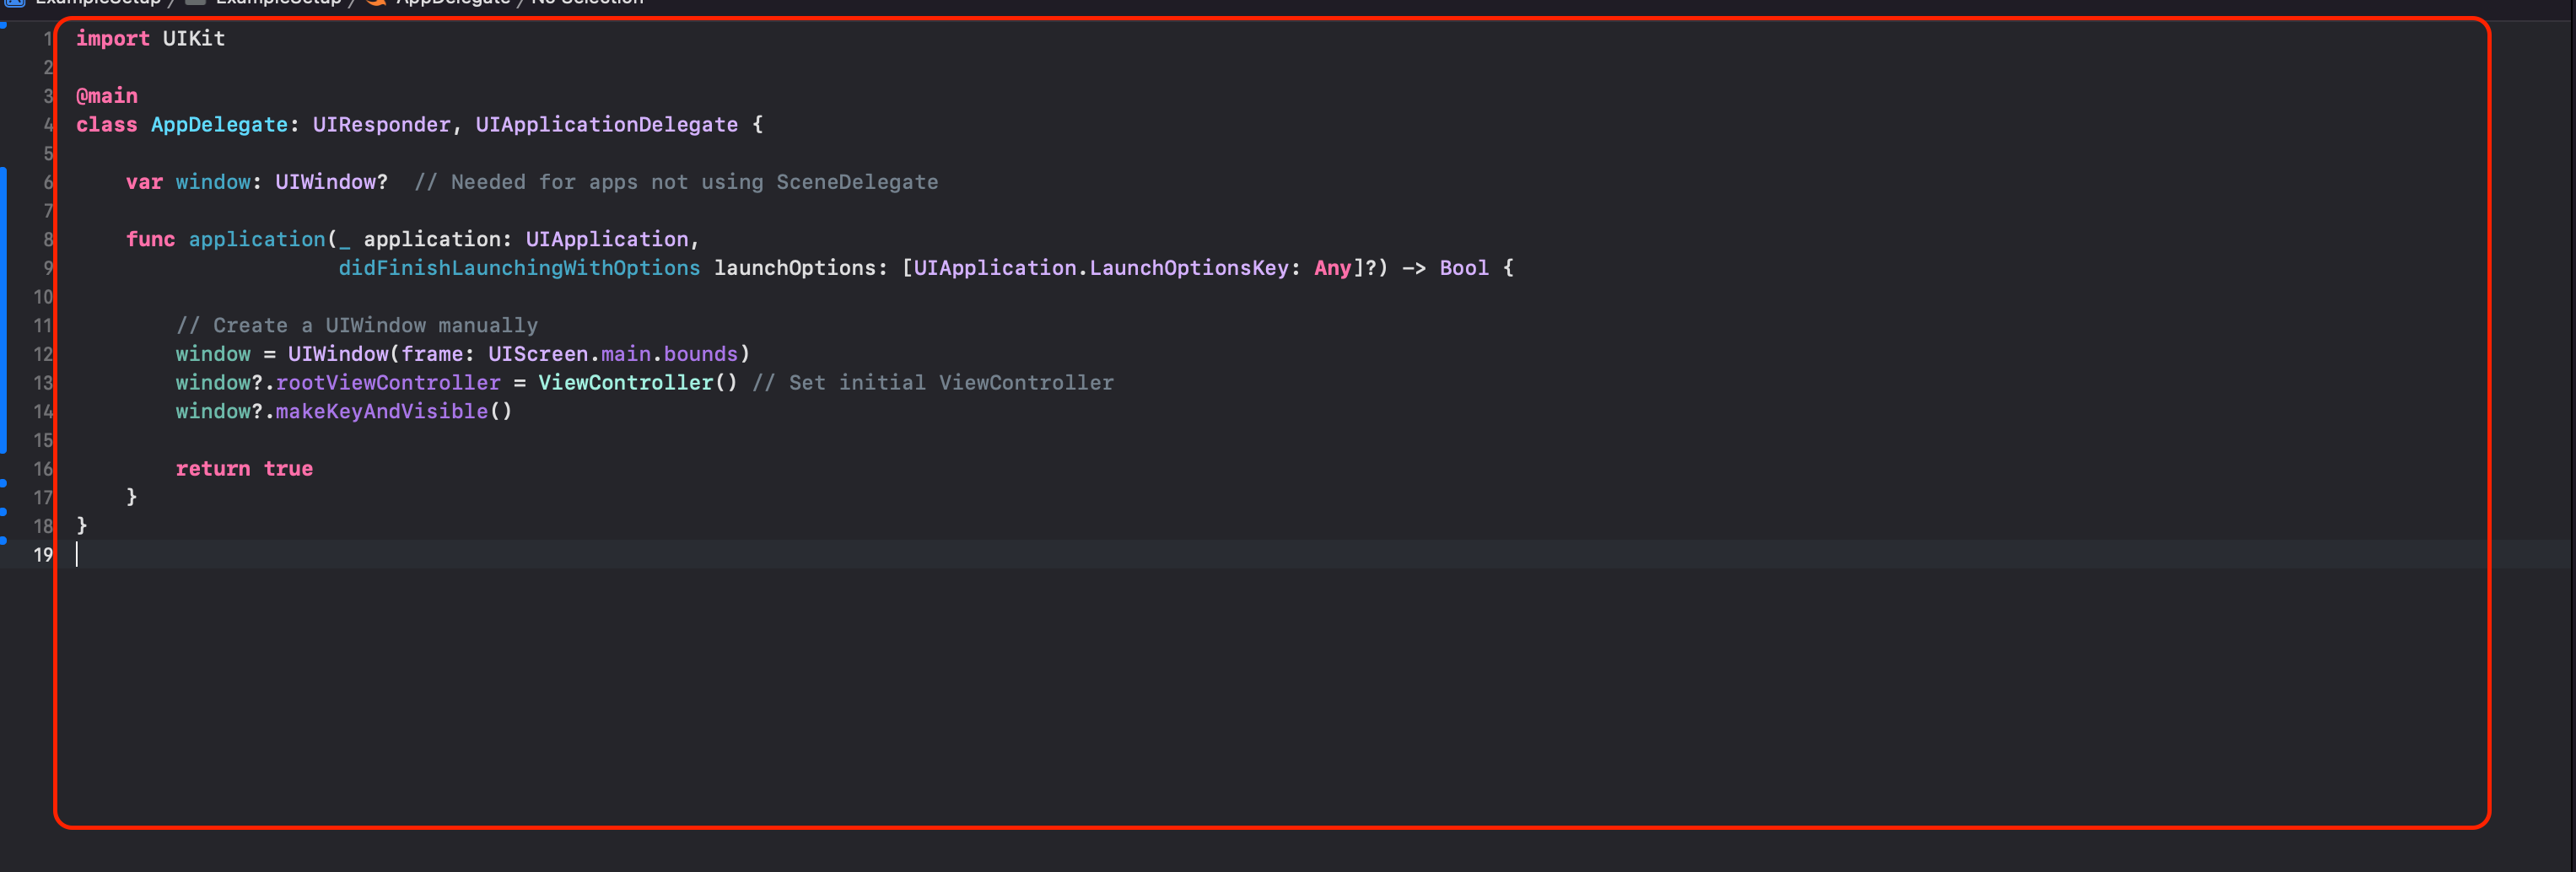 ExampleSetup / ExampleSetup / AppDelegate / No Selection
1 import UIKit
2
3 @main
4 class AppDelegate: UIResponder, UIApplicationDelegate {
5
6     var window: UIWindow?  // Needed for apps not using SceneDelegate
7
8     func application(_ application: UIApplication,
9                      didFinishLaunchingWithOptions launchOptions: [UIApplication.LaunchOptionsKey: Any]?) -> Bool {
10
11         // Create a UIWindow manually
12         window = UIWindow(frame: UIScreen.main.bounds)
13         window?.rootViewController = ViewController() // Set initial ViewController
14         window?.makeKeyAndVisible()
15
16         return true
17     }
18 }
19